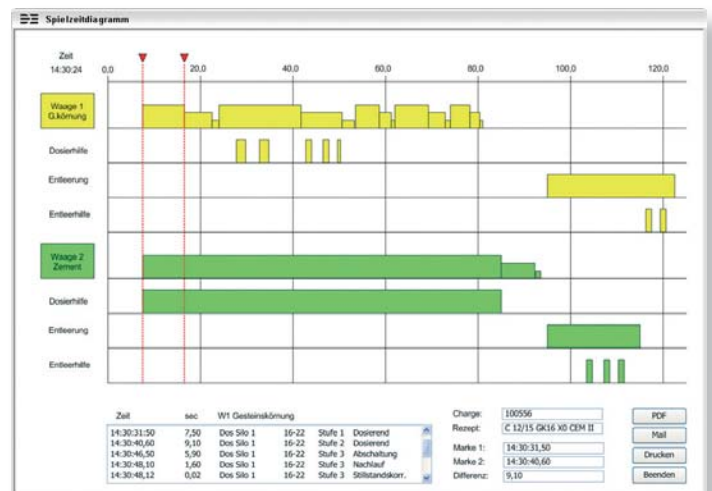 Spielzeitdiagramm
Zeit
14:30:24 0,0 20,0 40,0 60,0 80,0 100,0 120,0
Waage 1
G.körnung
Dosierhilfe
Entleerung
Entleerhilfe
Waage 2
Zement
Dosierhilfe
Entleerung
Entleerhilfe
Zeit sec W1 Gesteinskörnung
14:30:31:50 7,50 Dos Silo 1 16-22 Stufe 1 Dosierend
14:30:40,60 9,10 Dos Silo 1 16-22 Stufe 2 Dosierend
14:30:46,50 5,90 Dos Silo 1 16-22 Stufe 3 Abschaltung
14:30:48,10 1,60 Dos Silo 1 16-22 Stufe 3 Nachlauf
14:30:48,12 0,02 Dos Silo 1 16-22 Stufe 3 Stillstandskorr.
Charge: 100556
Rezept: C 12/15 GK16 X0 CEM II
Marke 1: 14:30:31,50
Marke 2: 14:30:40,60
Differenz: 9,10
PDF
Mail
Drucken
Beenden